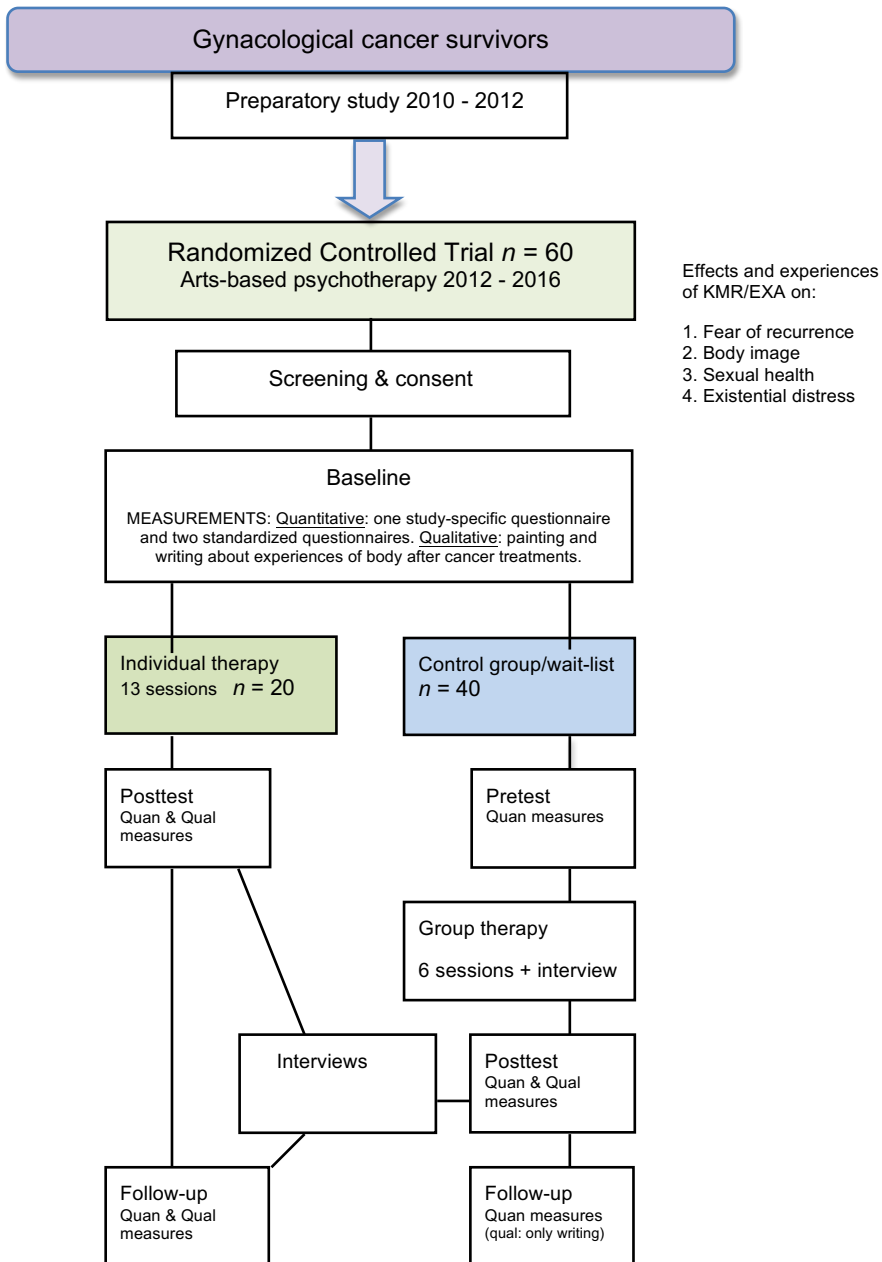 Gynacological cancer survivors
Preparatory study 2010 - 2012
Randomized Controlled Trial n = 60
Arts-based psychotherapy 2012 - 2016
Effects and experiences
of KMR/EXA on:
1. Fear of recurrence
2. Body image
3. Sexual health
4. Existential distress
Screening & consent
Baseline
MEASUREMENTS: Quantitative: one study-specific questionnaire
and two standardized questionnaires. Qualitative: painting and
writing about experiences of body after cancer treatments.
Individual therapy
13 sessions n = 20
Control group/wait-list
n = 40
Posttest
Quan & Qual
measures
Pretest
Quan measures
Group therapy
6 sessions + interview
Interviews
Posttest
Quan & Qual
measures
Follow-up
Quan & Qual
measures
Follow-up
Quan measures
(qual: only writing)